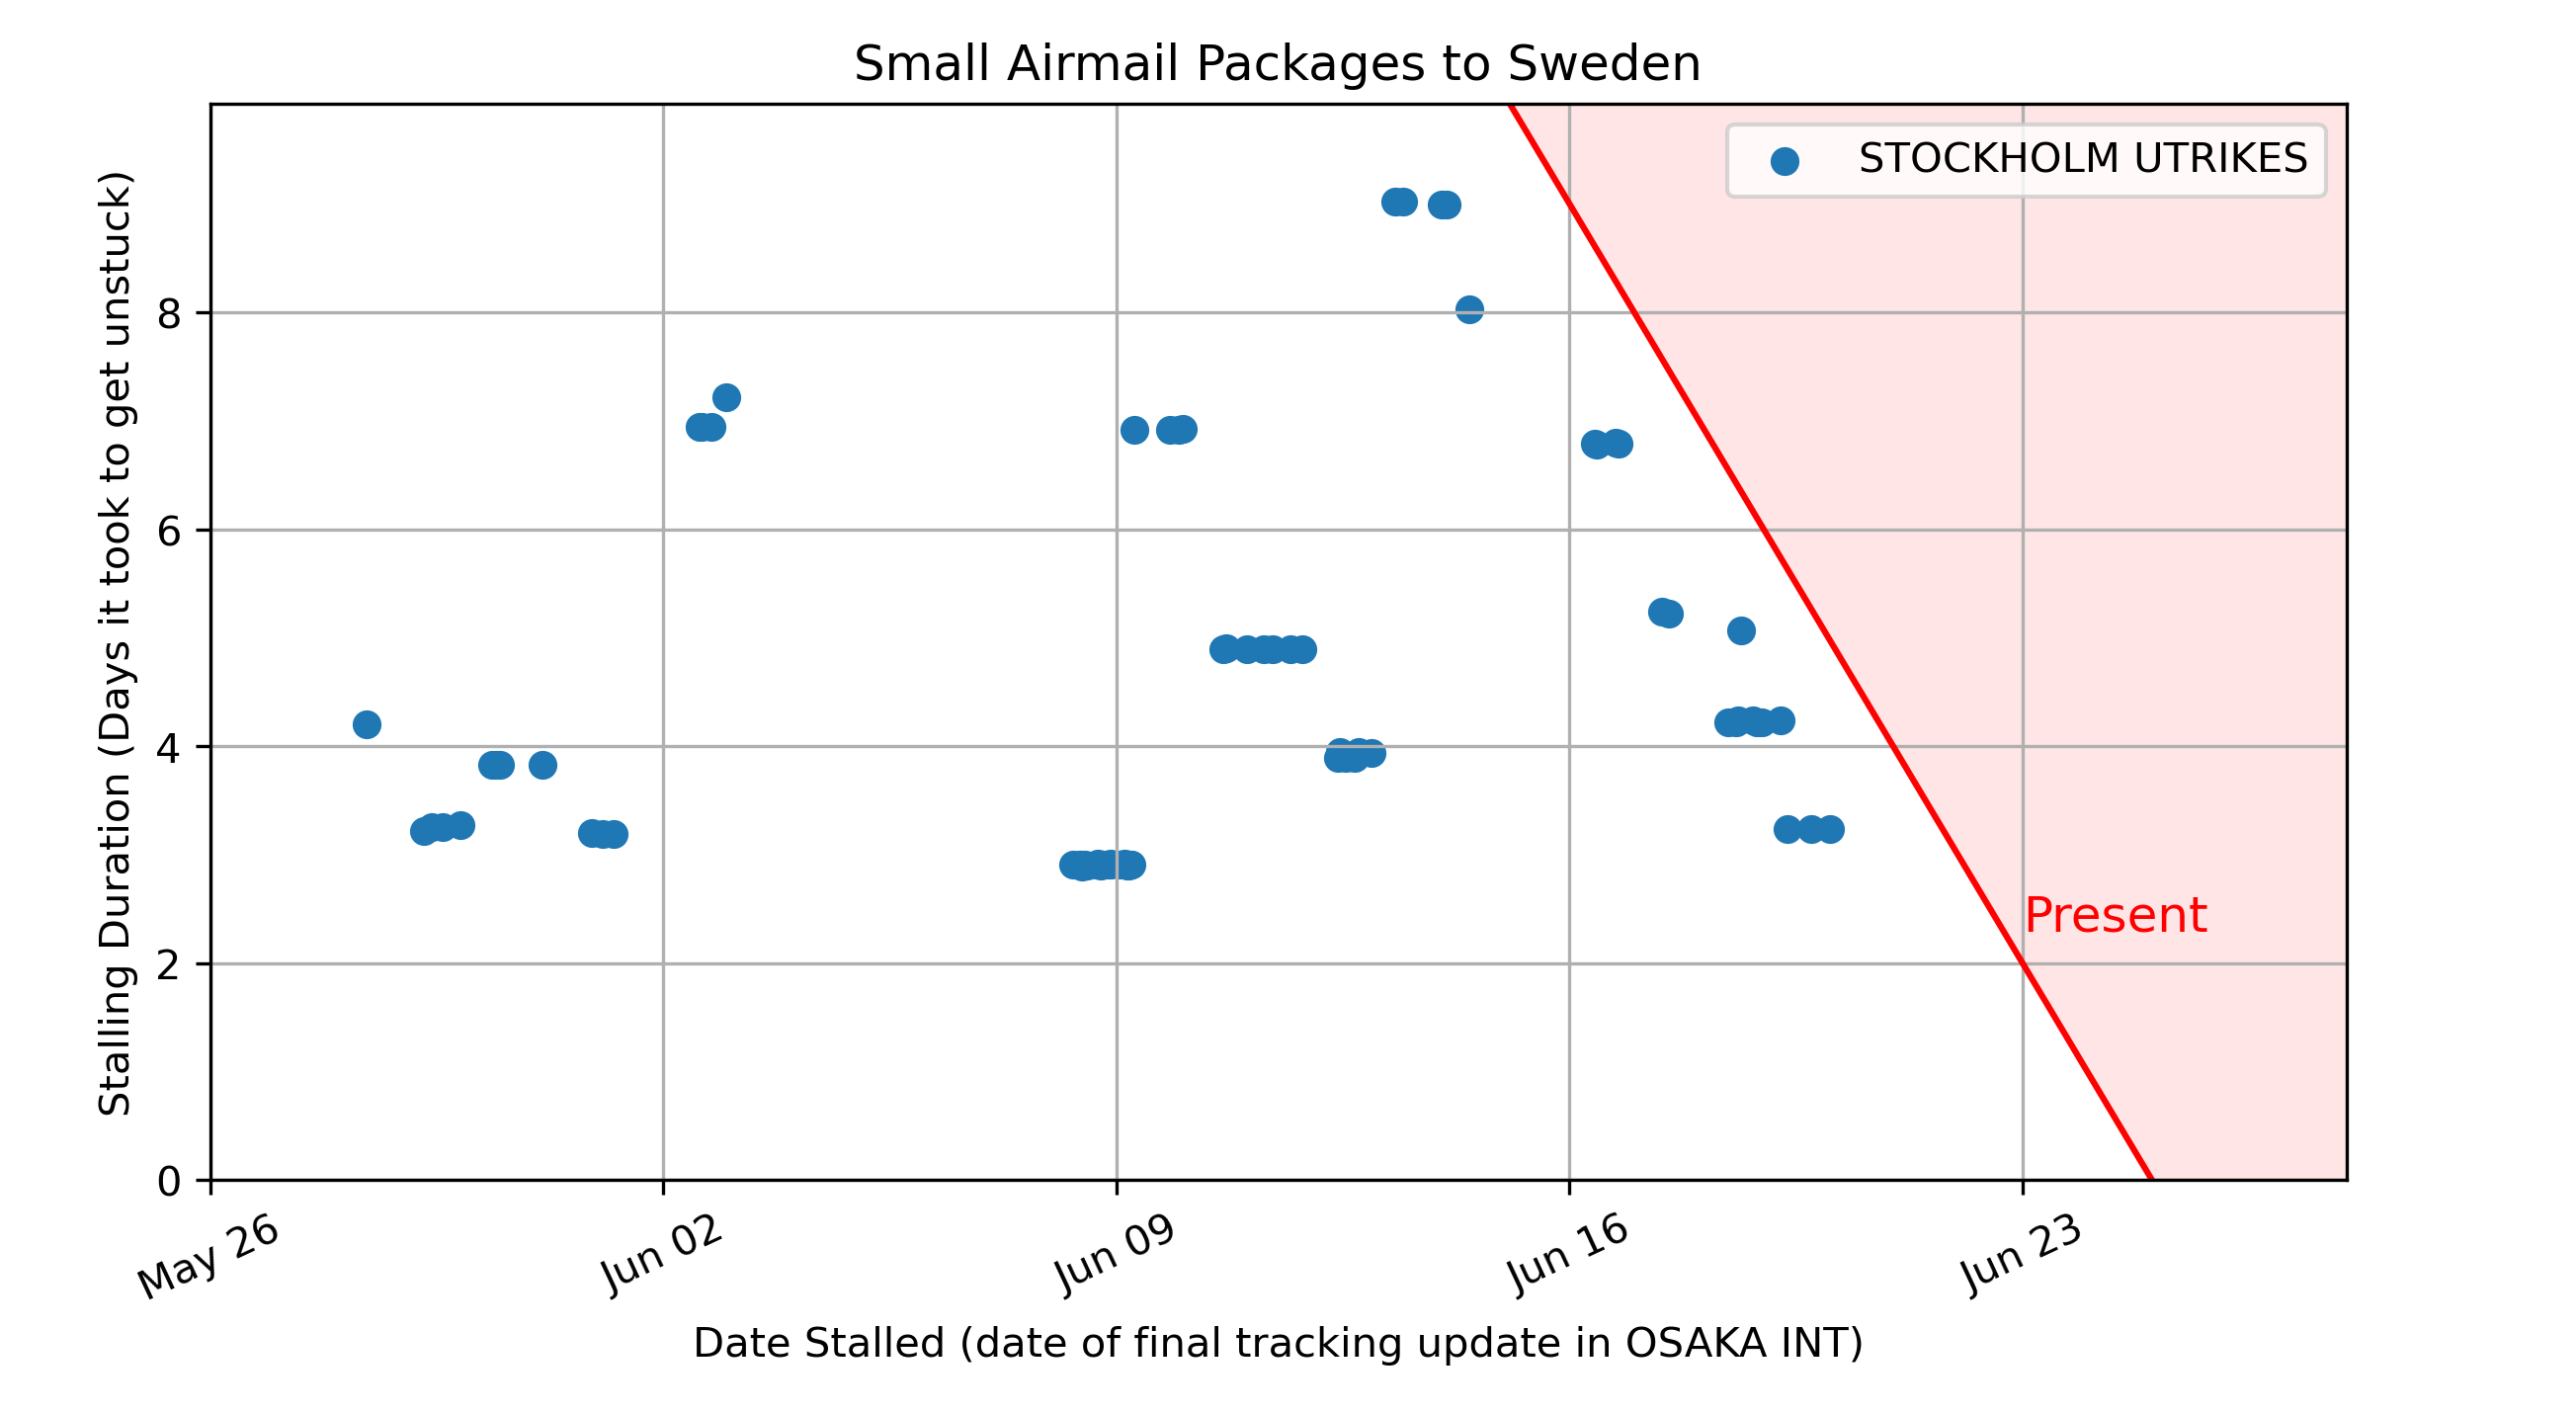 Small Airmail Packages to Sweden
STOCKHOLM UTRIKES
Stalling Duration (Days it took to get unstuck)
8
6
4
2
0
Present
May 26
Jun 02
Jun 09
Jun 16
Jun 23
Date Stalled (date of final tracking update in OSAKA INT)